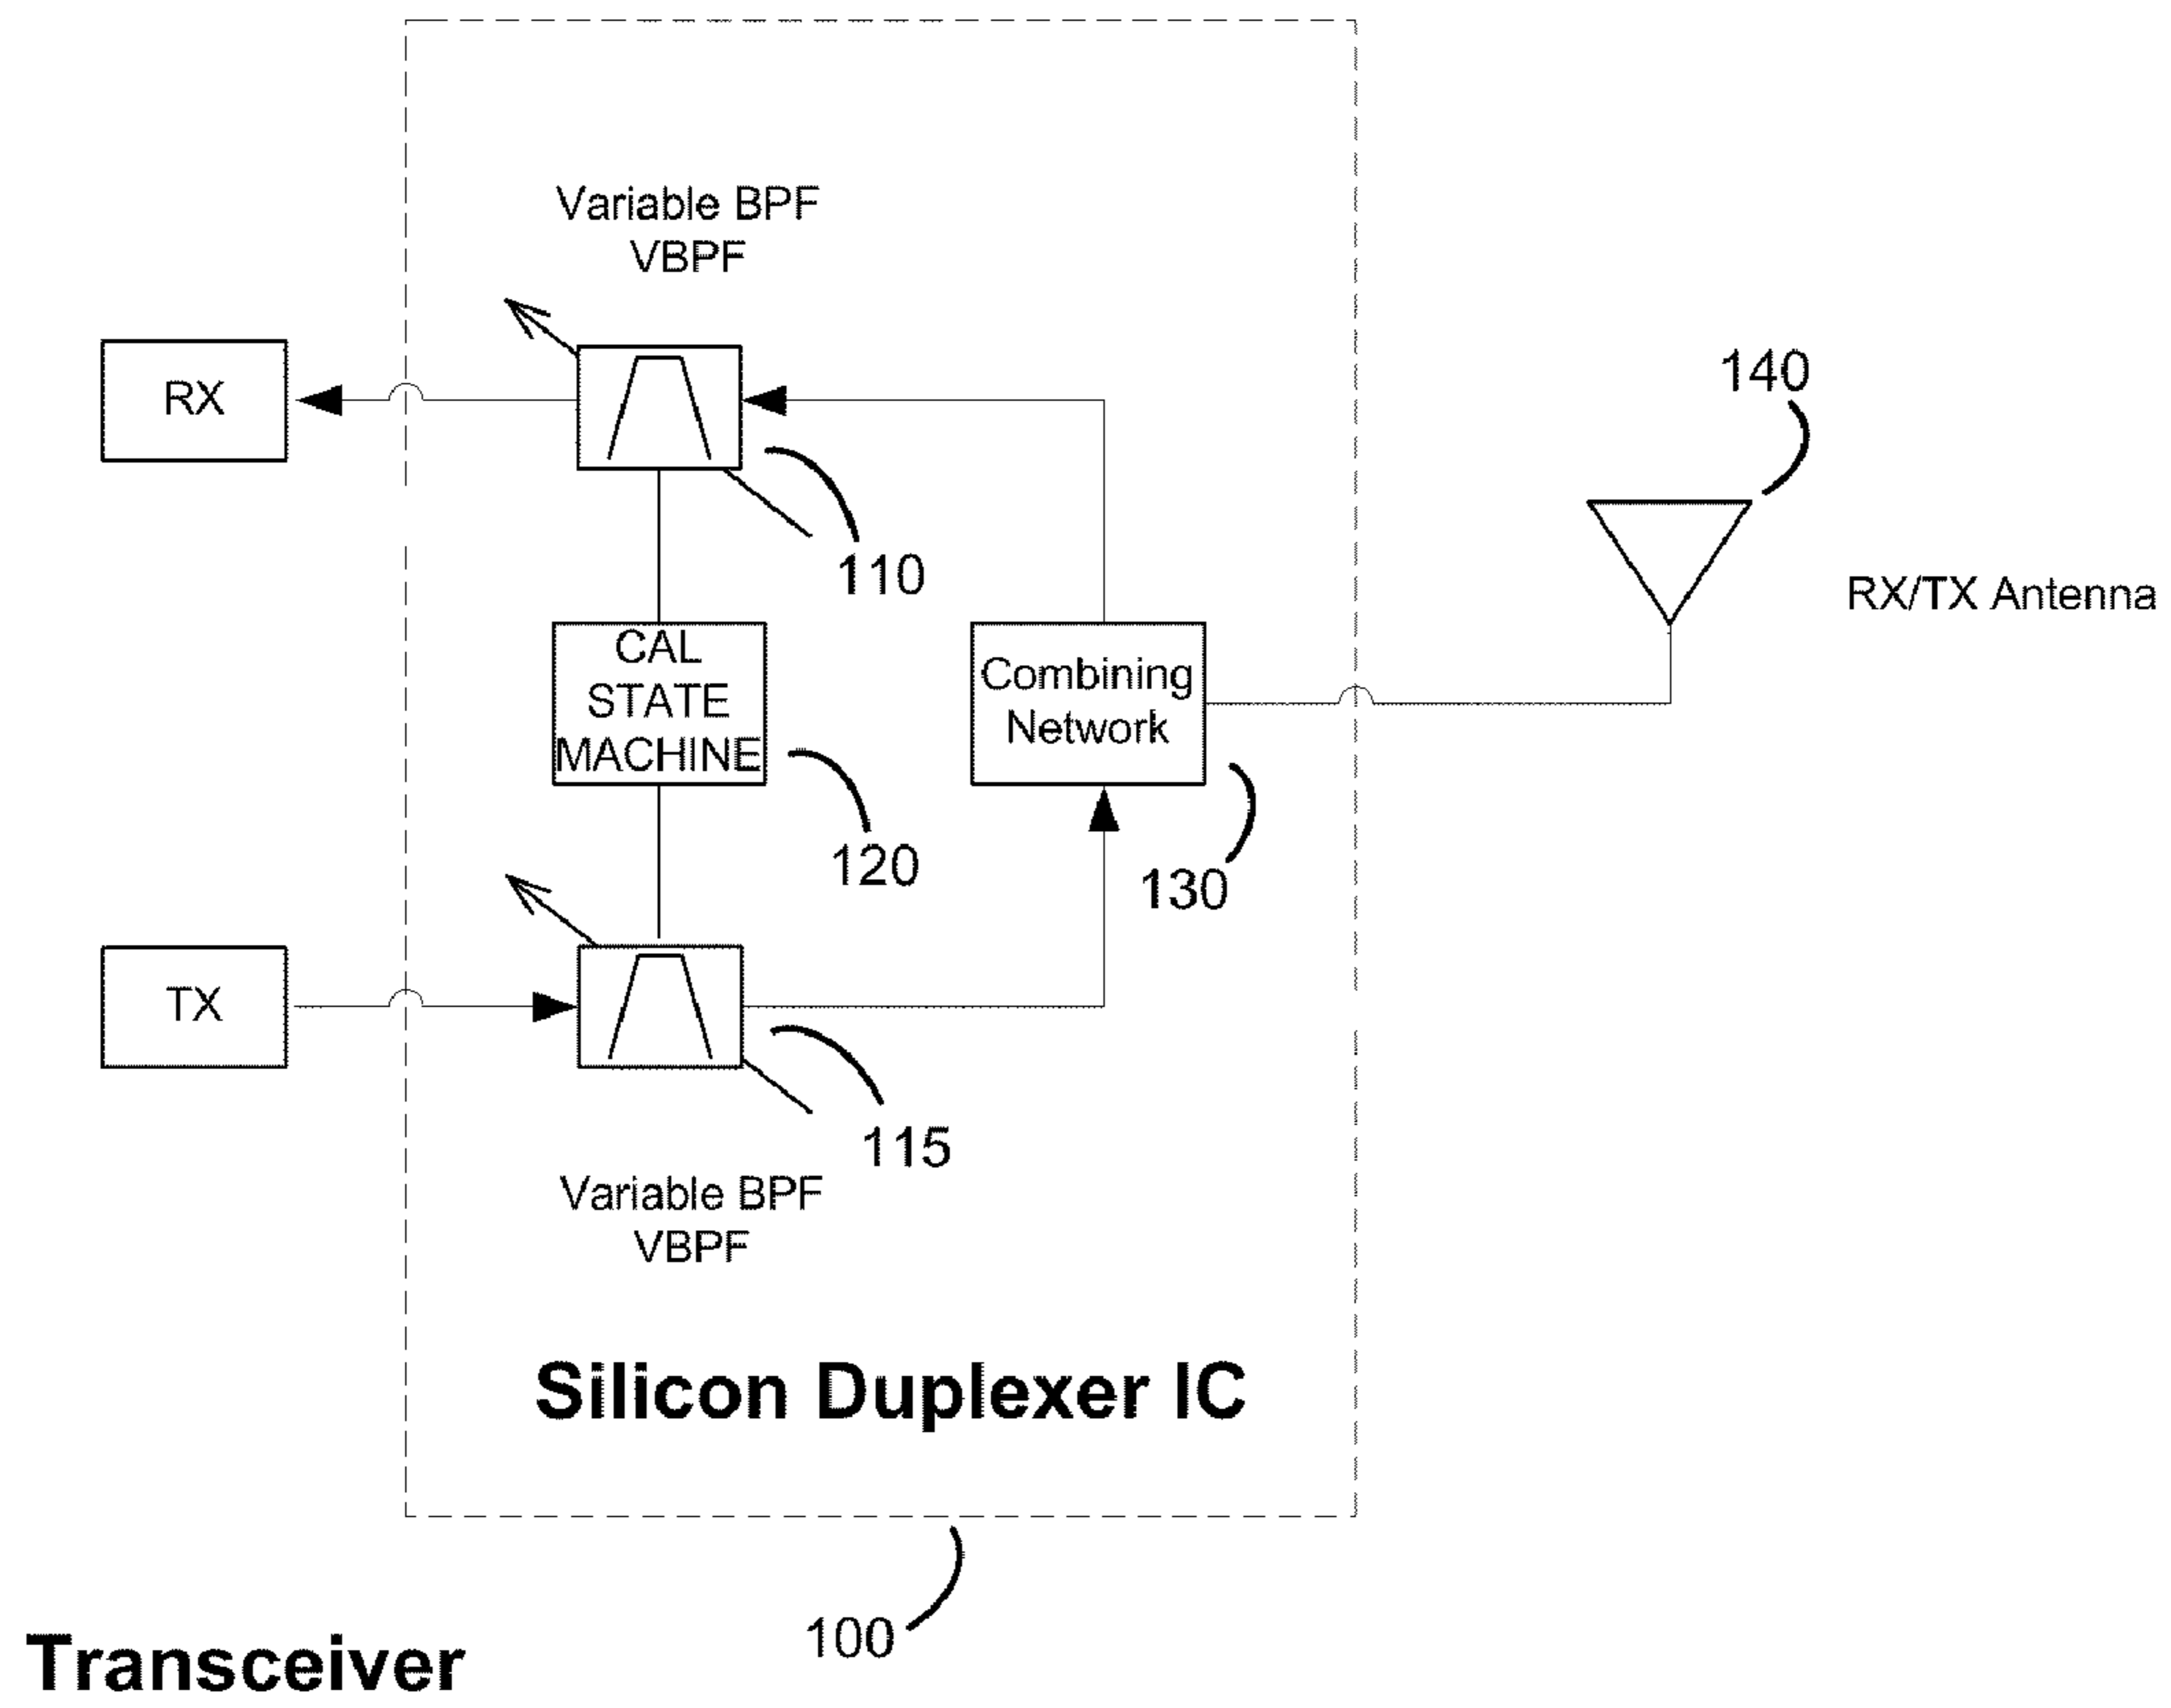 Variable BPF
VBPF
RX
140
110
RX/TX Antenna
CAL
STATE
MACHINE
Combining
Network
120
130
TX
115
Variable BPF
VBPF
Silicon Duplexer IC
100
Transceiver